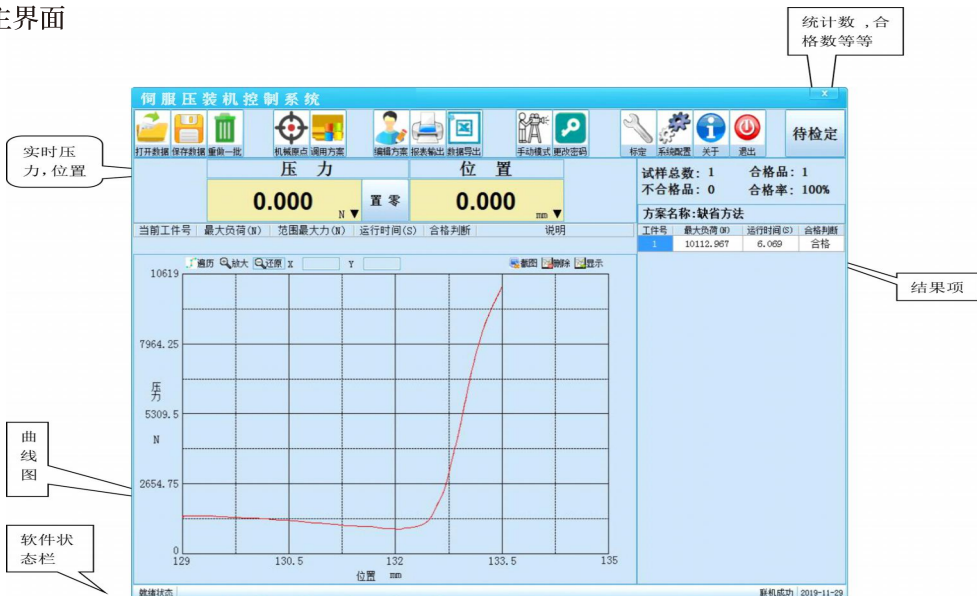 主界面
统计数 ,合
格数等等
伺服压装机控制系统
x
打开数据 保存数据 重做一批 机械原点 调用方案 编辑方案 报表输出 数据导出 手动模式 更改密码 标定 系统配置 关于 退出
待检定
实时压
力,位置
压 力
位 置
0.000 N
置 零
0.000 mm
试样总数: 1 合格品: 1
不合格品: 0 合格率: 100%
方案名称:缺省方法
当前工件号 最大负荷(N) 范围最大力(N) 运行时间(S) 合格判断 说明
工件号 最大负荷(N) 运行时间(S) 合格判断
1 10112.967 6.069 合格
遍历 放大 还原 X Y 截图 删除 显示
结果项
10619
7964.25
压力
5309.5
N
2654.75
0
129 130.5 132 133.5 135
位置 mm
曲
线
图
软件状
态栏
就绪状态
联机成功 2019-11-29